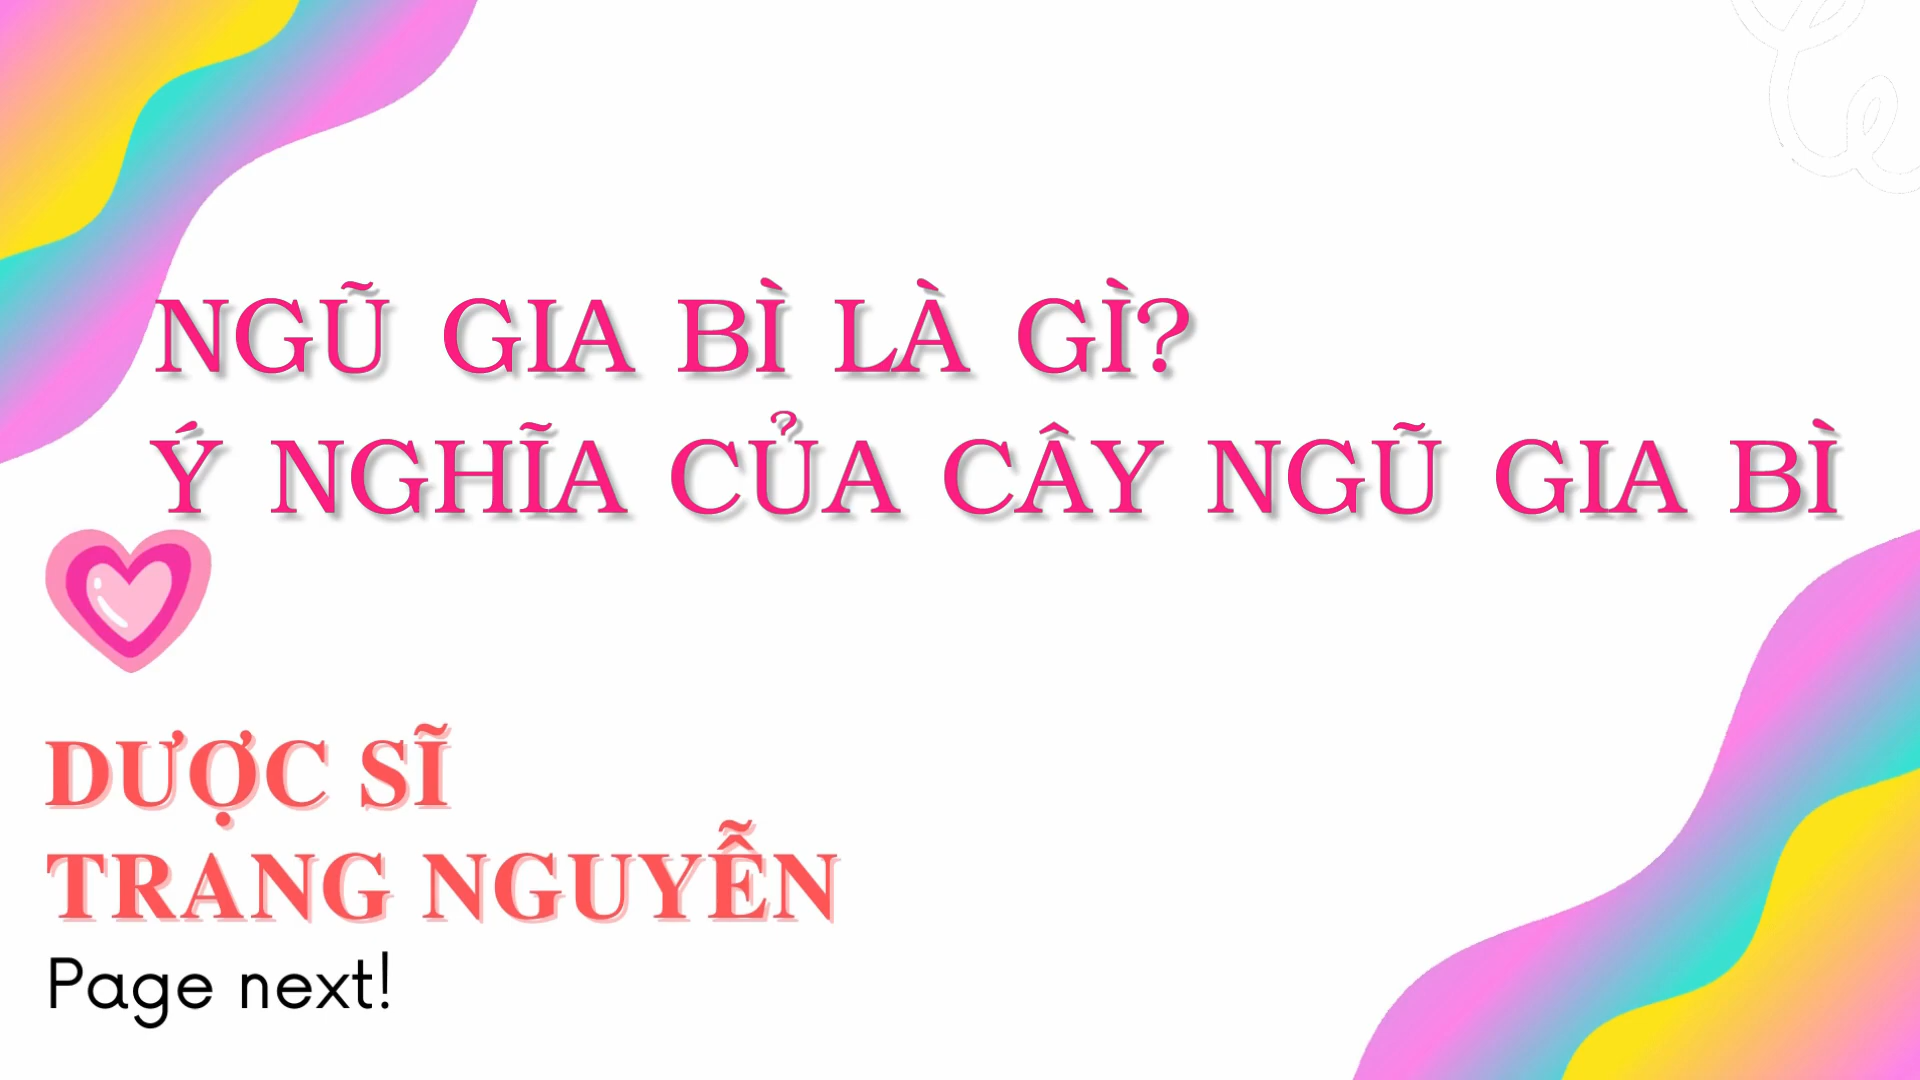 NGŨ GIA BÌ LÀ GÌ?
Ý NGHĨA CỦA CÂY NGŨ GIA BÌ
DƯỢC SĨ
TRANG NGUYỄN
Page next!